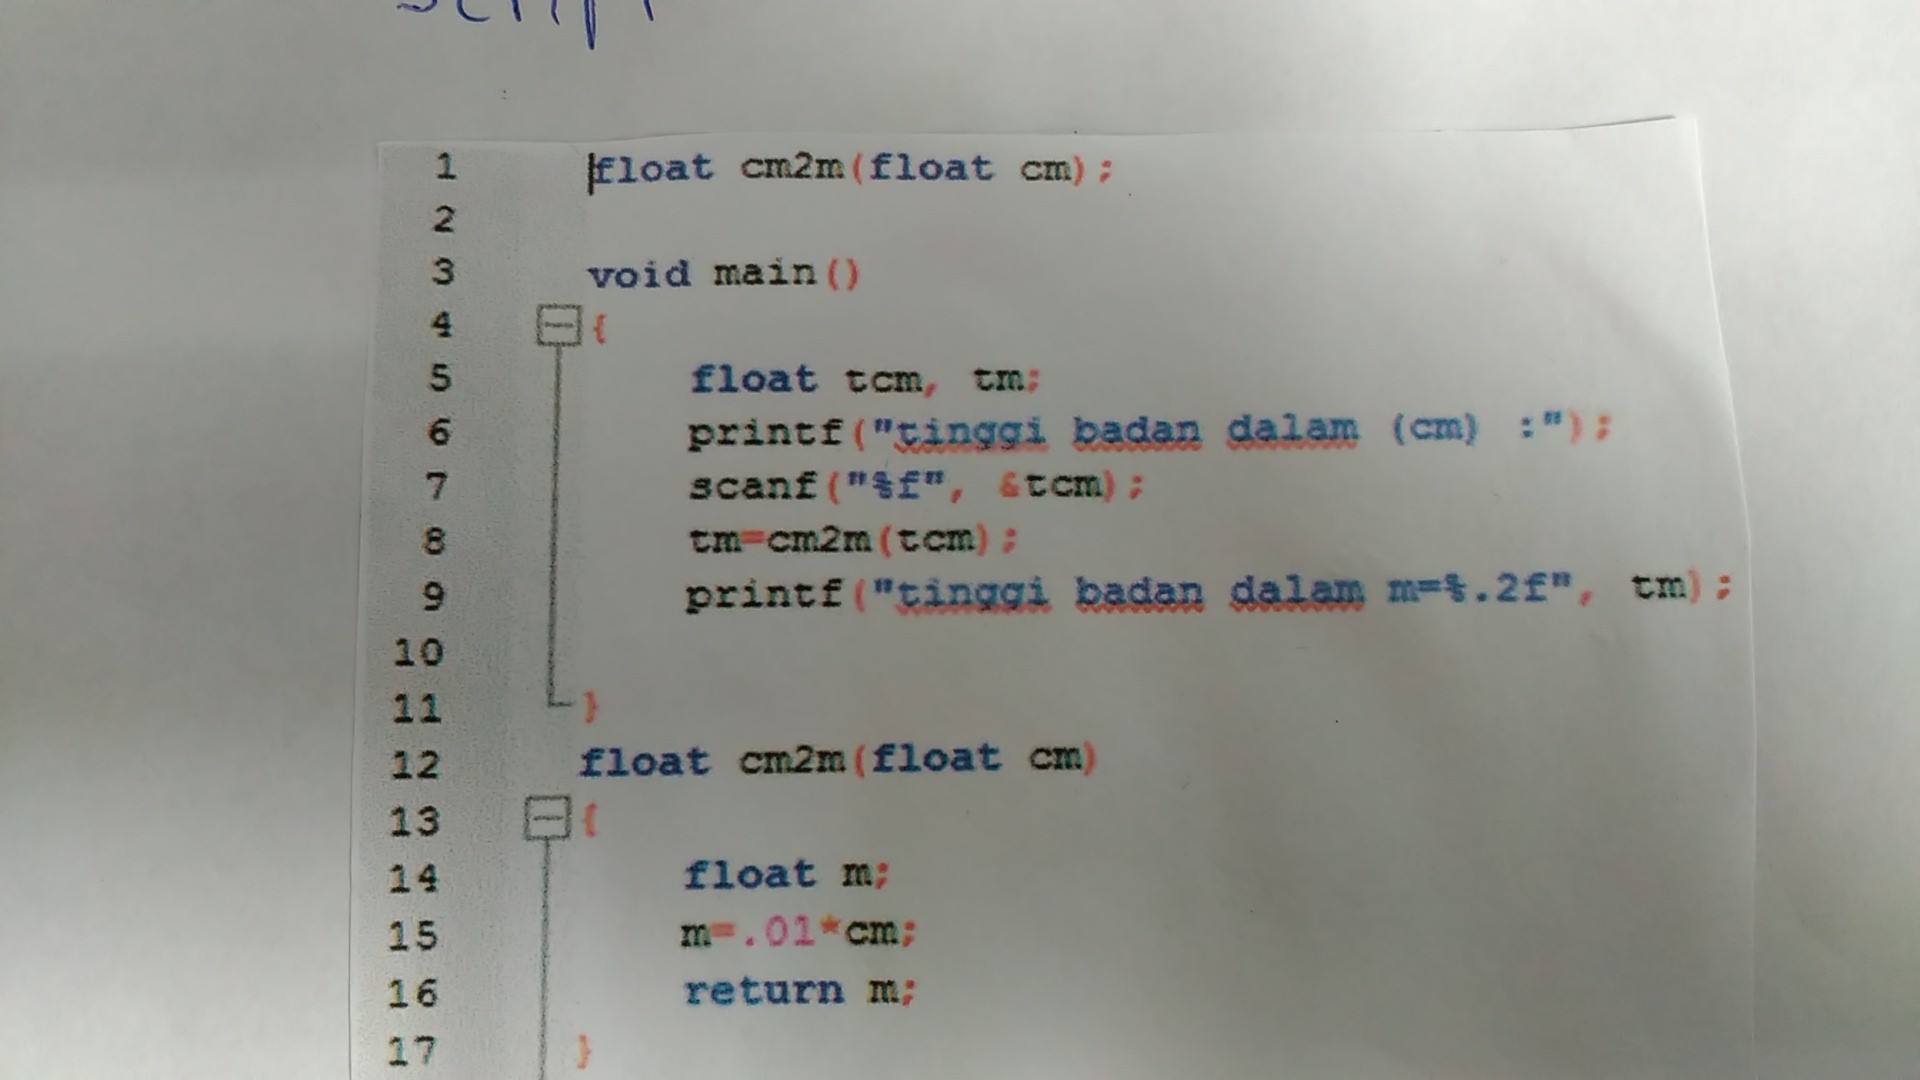 script
1 float cm2m(float cm);
2
3 void main()
4 {
5 float tcm, tm;
6 printf("tinggi badan dalam (cm) :");
7 scanf("%f", &tcm);
8 tm=cm2m(tcm);
9 printf("tinggi badan dalam m=%.2f", tm);
10
11 }
12 float cm2m(float cm)
13 {
14 float m;
15 m=.01*cm;
16 return m;
17 }